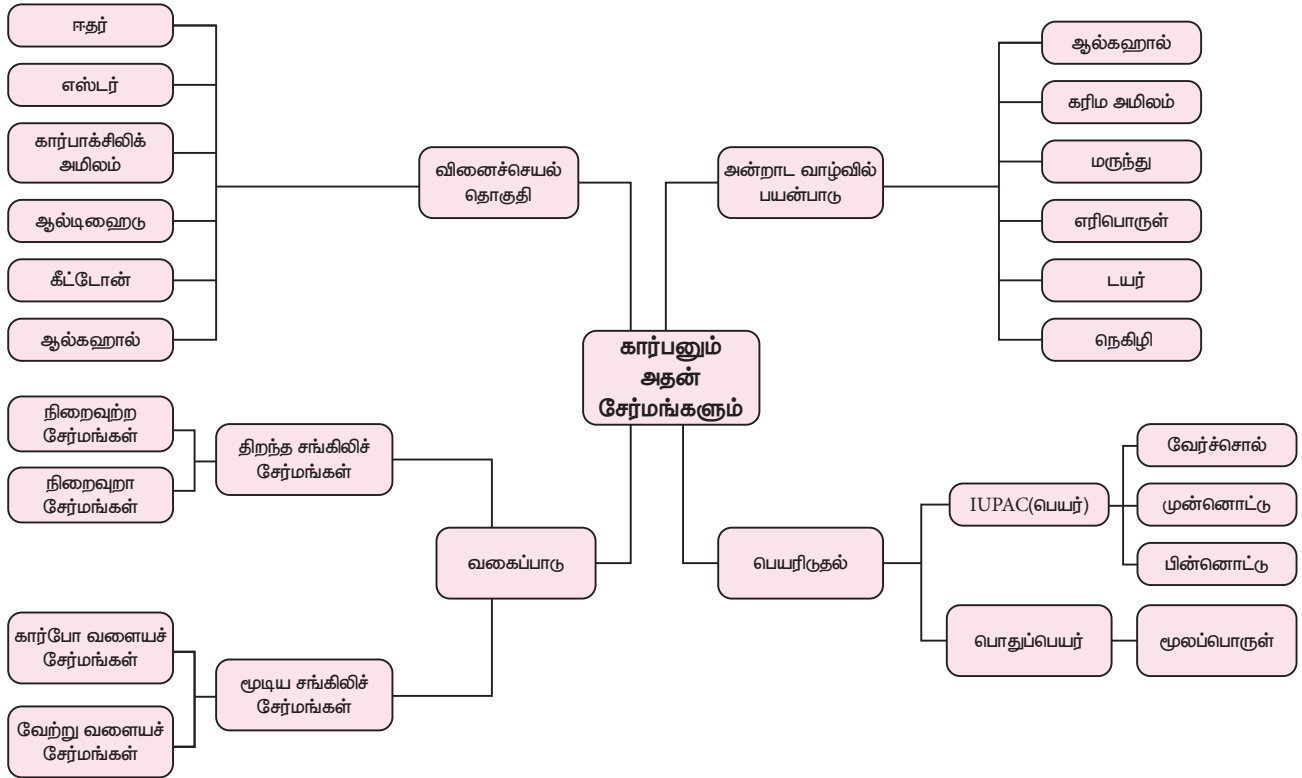 ஈதர்
எஸ்டர்
கார்பாக்சிலிக்
அமிலம்
ஆல்டிஹைடு
கீட்டோன்
ஆல்கஹால்
வினைச்செயல்
தொகுதி
அன்றாட வாழ்வில்
பயன்பாடு
ஆல்கஹால்
கரிம அமிலம்
மருந்து
எரிபொருள்
டயர்
நெகிழி
கார்பனும்
அதன்
சேர்மங்களும்
நிறைவுற்ற
சேர்மங்கள்
நிறைவுறா
சேர்மங்கள்
திறந்த சங்கிலிச்
சேர்மங்கள்
வகைப்பாடு
கார்போ வளையச்
சேர்மங்கள்
வேற்று வளையச்
சேர்மங்கள்
மூடிய சங்கிலிச்
சேர்மங்கள்
பெயரிடுதல்
IUPAC(பெயர்)
வேர்ச்சொல்
முன்னொட்டு
பின்னொட்டு
பொதுப்பெயர்
மூலப்பொருள்